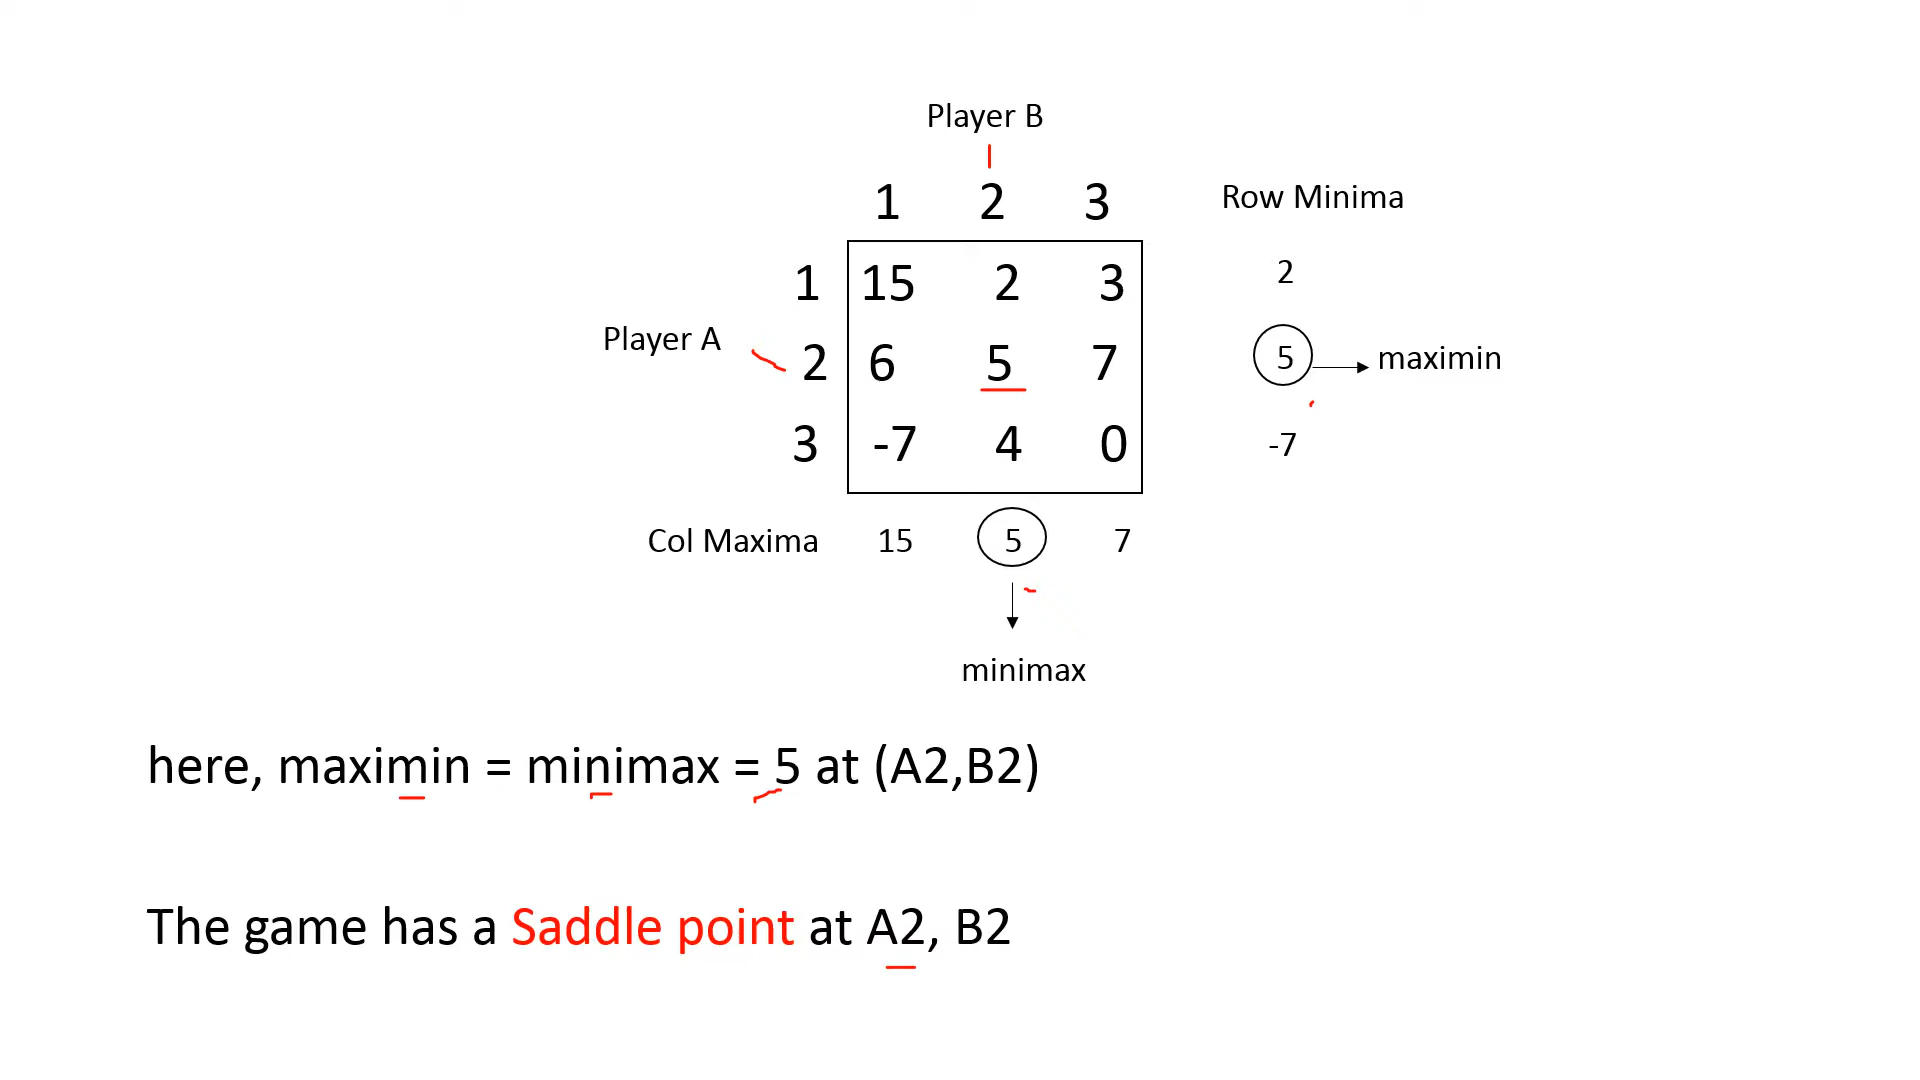 Player B
1 2 3 Row Minima
1 15 2 3 2
Player A 2 6 5 7 5 maximin
3 -7 4 0 -7
Col Maxima 15 5 7
minimax
here, maximin = minimax = 5 at (A2,B2)
The game has a Saddle point at A2, B2